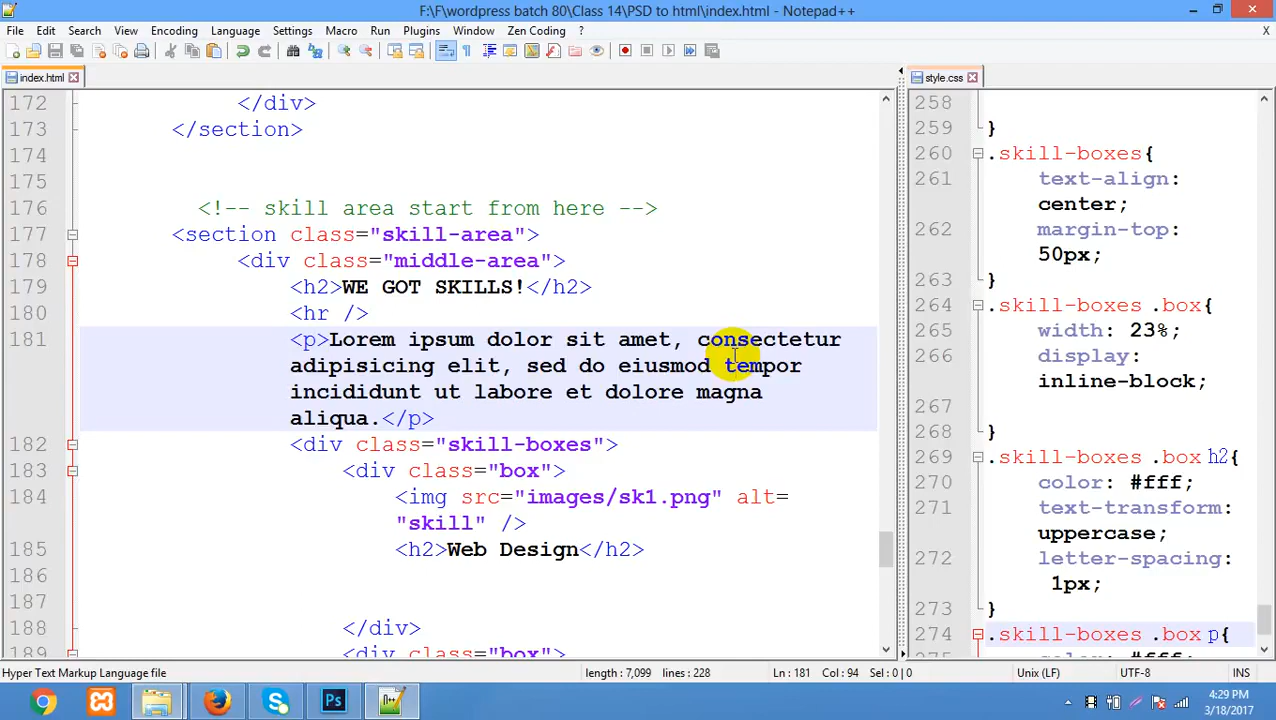 F:\F\wordpress batch 80\Class 14\PSD to html\index.html - Notepad++
File Edit Search View Encoding Language Settings Macro Run Plugins Window Zen Coding ? X
index.html
172 </div>
173 </section>
174
175
176 <!-- skill area start from here -->
177 <section class="skill-area">
178 <div class="middle-area">
179 <h2>WE GOT SKILLS!</h2>
180 <hr />
181 <p>Lorem ipsum dolor sit amet, consectetur
adipisicing elit, sed do eiusmod tempor
incididunt ut labore et dolore magna
aliqua.</p>
182 <div class="skill-boxes">
183 <div class="box">
184 <img src="images/sk1.png" alt=
"skill" />
185 <h2>Web Design</h2>
186
187
188 </div>
189 <div class="box">
style.css
258
259 }
260 .skill-boxes{
261 text-align:
center;
262 margin-top:
50px;
263 }
264 .skill-boxes .box{
265 width: 23%;
266 display:
inline-block;
267
268 }
269 .skill-boxes .box h2{
270 color: #fff;
271 text-transform:
uppercase;
272 letter-spacing:
1px;
273 }
274 .skill-boxes .box p{
275 color: #fff;
Hyper Text Markup Language file length : 7,099 lines : 228 Ln : 181 Col : 94 Sel : 0 | 0 Unix (LF) UTF-8 INS
4:29 PM
3/18/2017